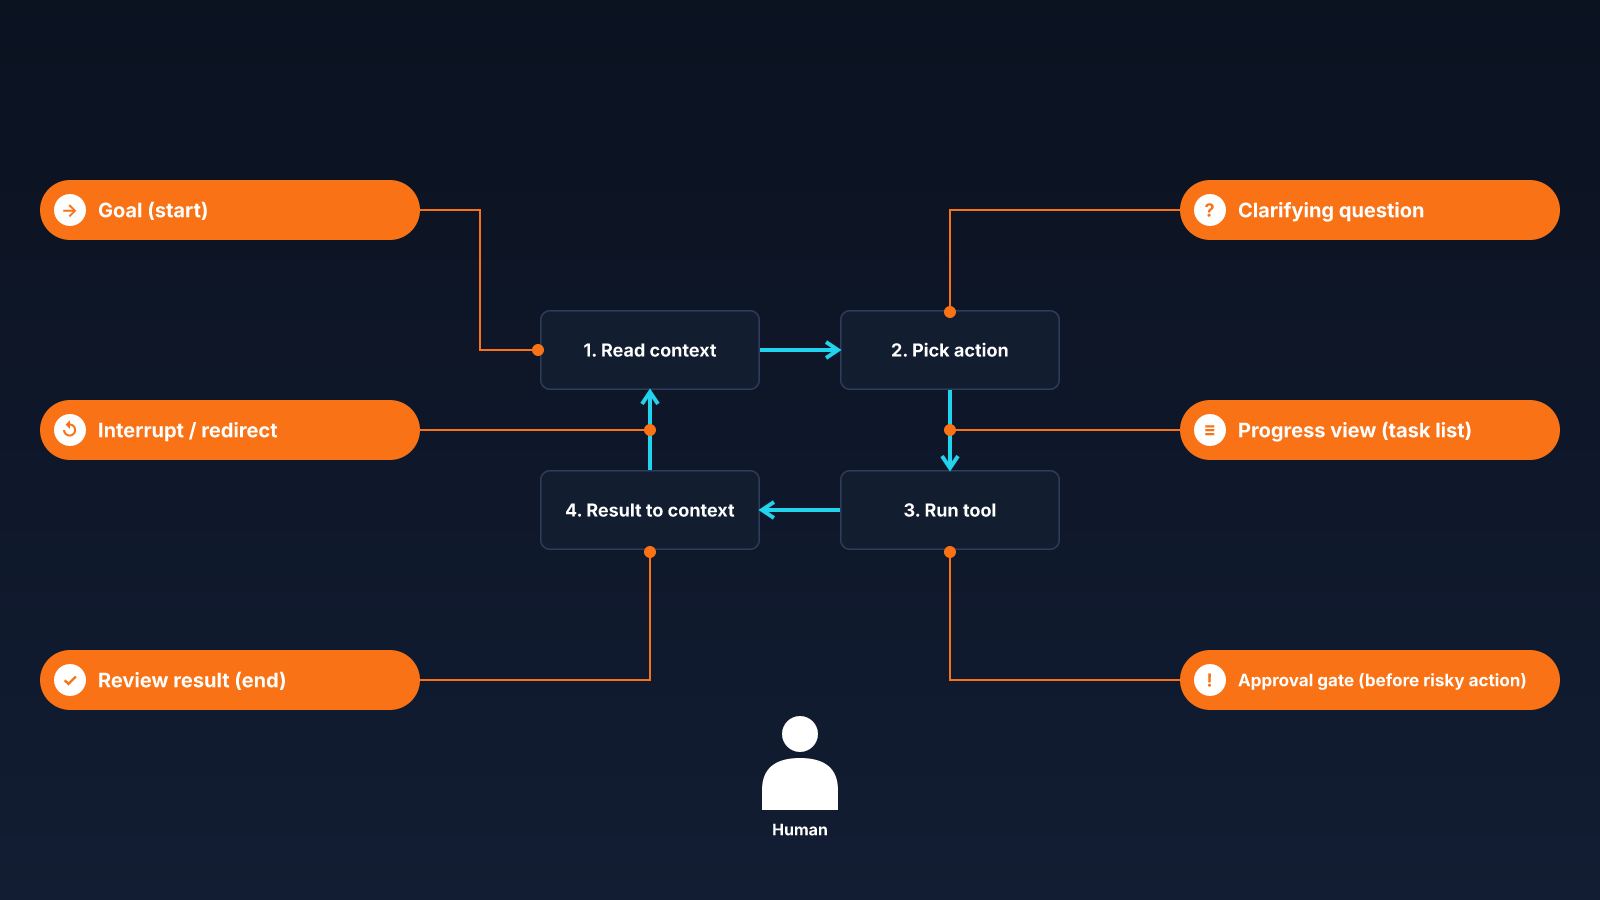 Goal (start)
? Clarifying question
1. Read context
2. Pick action
Interrupt / redirect
Progress view (task list)
4. Result to context
3. Run tool
Review result (end)
! Approval gate (before risky action)
Human